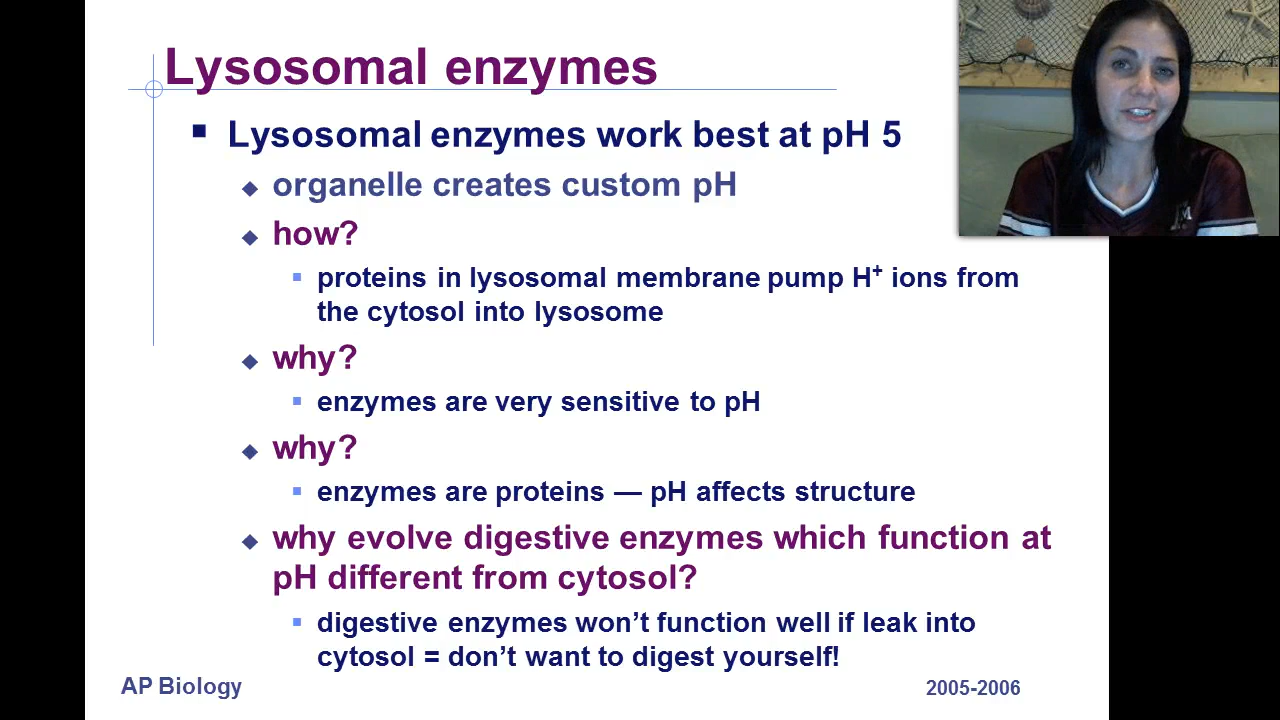 Lysosomal enzymes
Lysosomal enzymes work best at pH 5
organelle creates custom pH
how?
proteins in lysosomal membrane pump H⁺ ions from
the cytosol into lysosome
why?
enzymes are very sensitive to pH
why?
enzymes are proteins — pH affects structure
why evolve digestive enzymes which function at
pH different from cytosol?
digestive enzymes won’t function well if leak into
cytosol = don’t want to digest yourself!
AP Biology
2005-2006